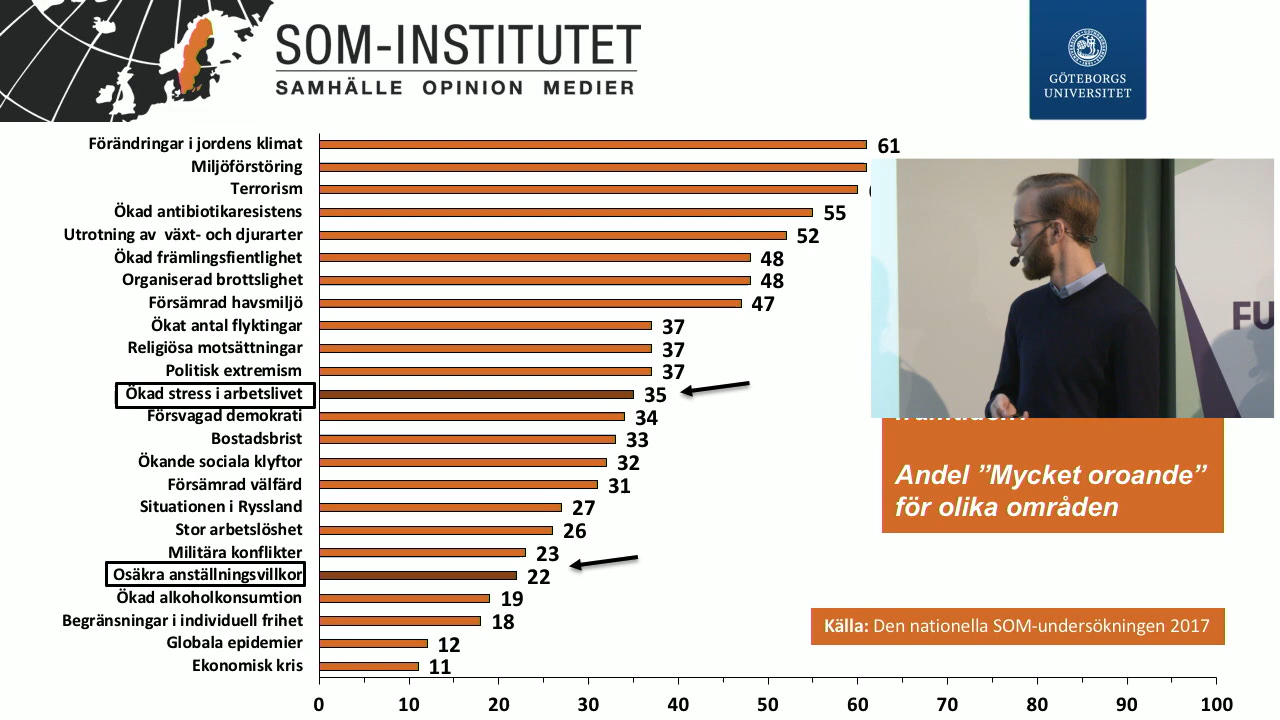 SOM-INSTITUTET
SAMHÄLLE OPINION MEDIER
GÖTEBORGS
UNIVERSITET
Förändringar i jordens klimat 61
Miljöförstöring
Terrorism
Ökad antibiotikaresistens 55
Utrotning av växt- och djurarter 52
Ökad främlingsfientlighet 48
Organiserad brottslighet 48
Försämrad havsmiljö 47
Ökat antal flyktingar 37
Religiösa motsättningar 37
Politisk extremism 37
Ökad stress i arbetslivet 35
Försvagad demokrati 34
Bostadsbrist 33
Ökande sociala klyftor 32
Försämrad välfärd 31
Situationen i Ryssland 27
Stor arbetslöshet 26
Militära konflikter 23
Osäkra anställningsvillkor 22
Ökad alkoholkonsumtion 19
Begränsningar i individuell frihet 18
Globala epidemier 12
Ekonomisk kris 11
0 10 20 30 40 50 60 70 80 90 100
FU
Andel ”Mycket oroande”
för olika områden
Källa: Den nationella SOM-undersökningen 2017